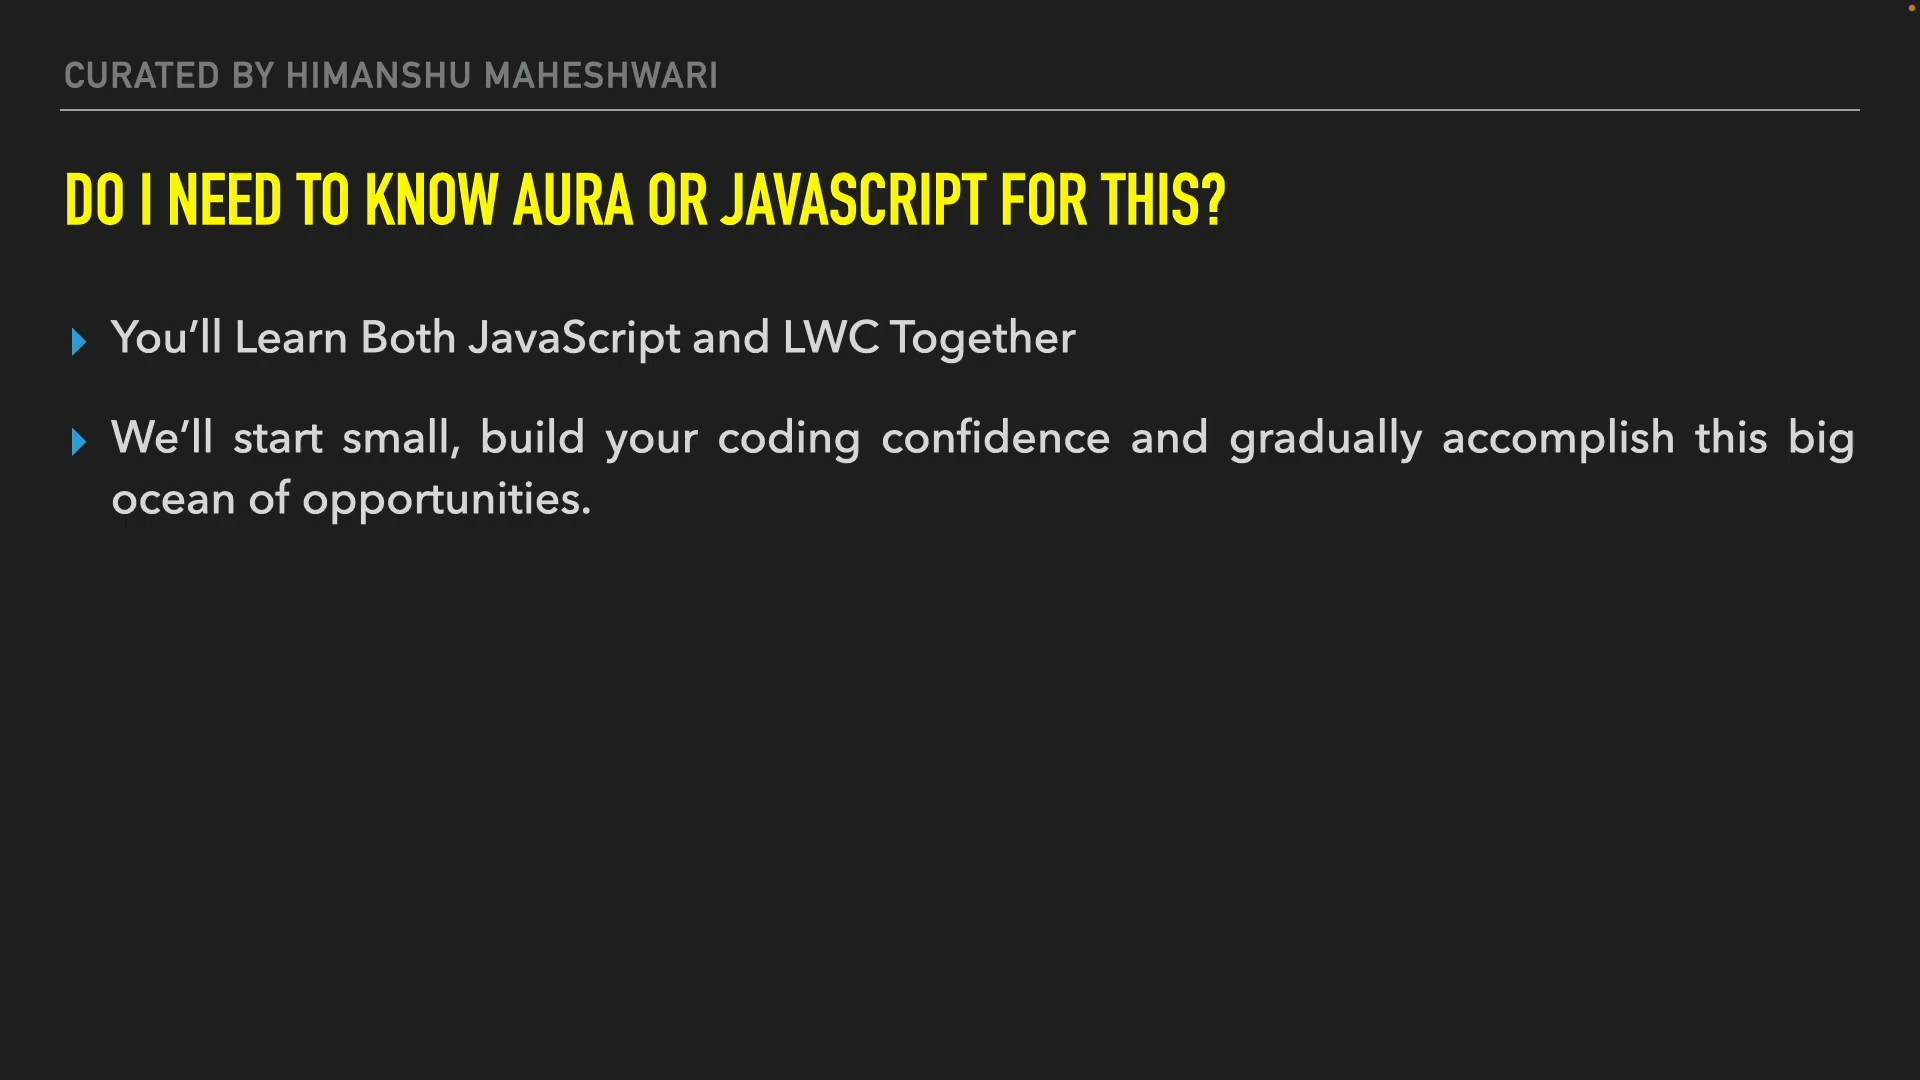 CURATED BY HIMANSHU MAHESHWARI
DO I NEED TO KNOW AURA OR JAVASCRIPT FOR THIS?
You’ll Learn Both JavaScript and LWC Together
We’ll start small, build your coding confidence and gradually accomplish this big
ocean of opportunities.